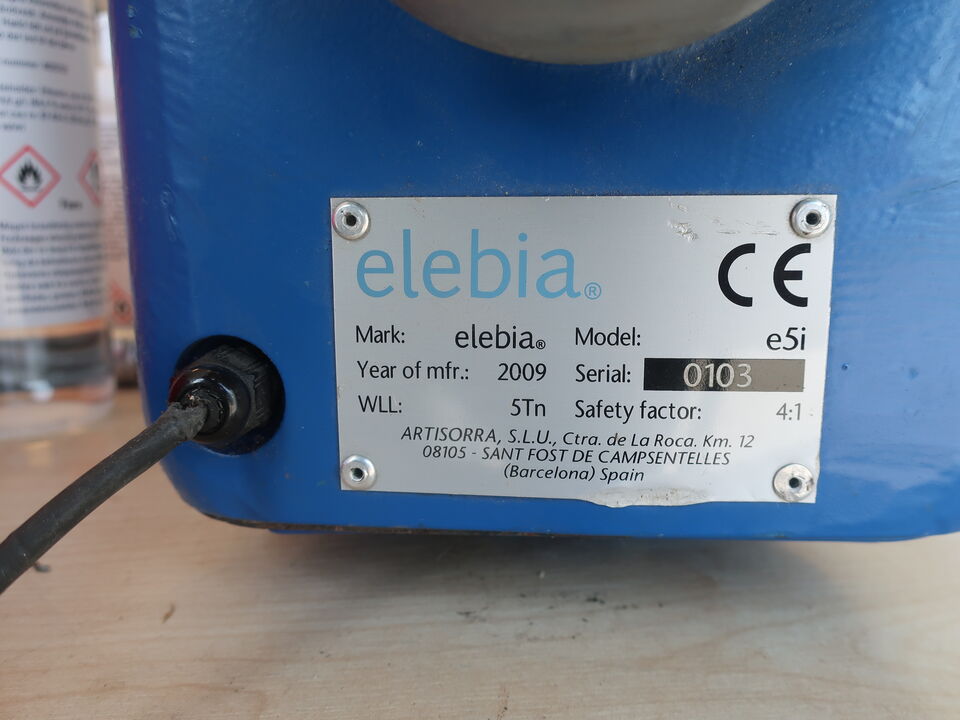 elebia®
CE
Mark: elebia® Model: e5i
Year of mfr.: 2009 Serial: 0103
WLL: 5Tn Safety factor: 4:1
ARTISORRA, S.L.U., Ctra. de La Roca. Km. 12
08105 - SANT FOST DE CAMPSENTELLES
(Barcelona) Spain